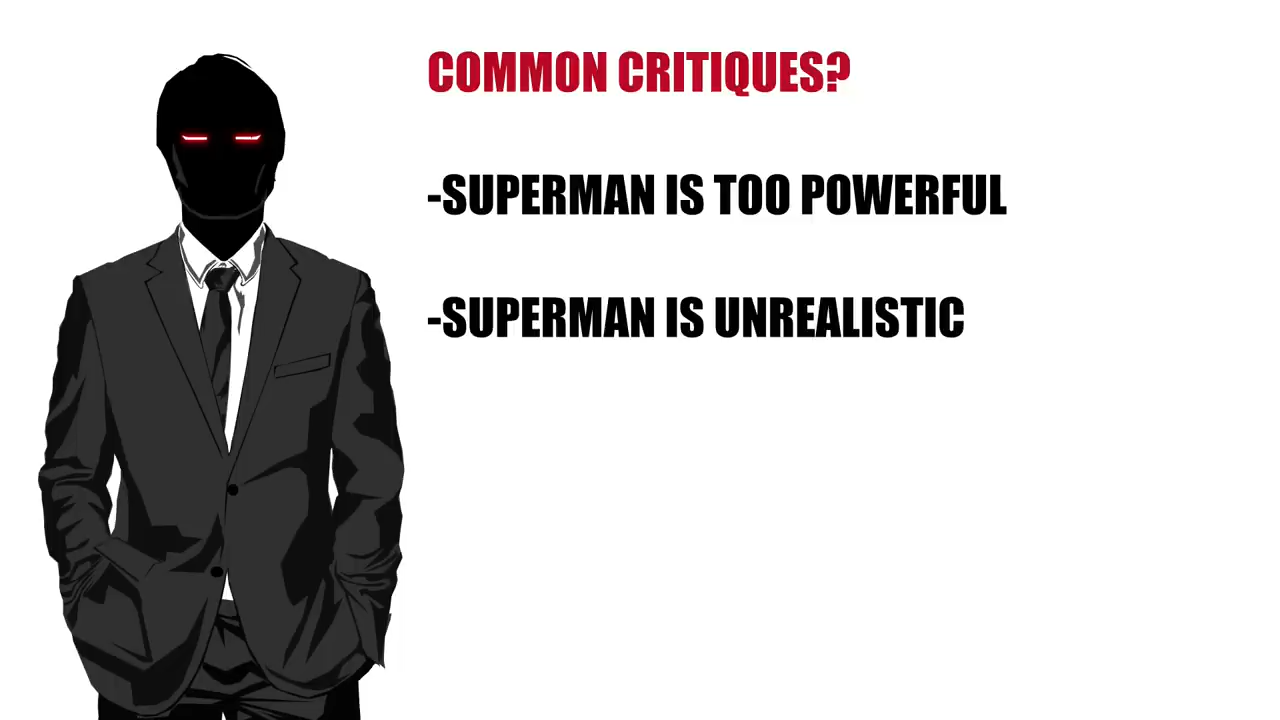 COMMON CRITIQUES?
-SUPERMAN IS TOO POWERFUL
-SUPERMAN IS UNREALISTIC